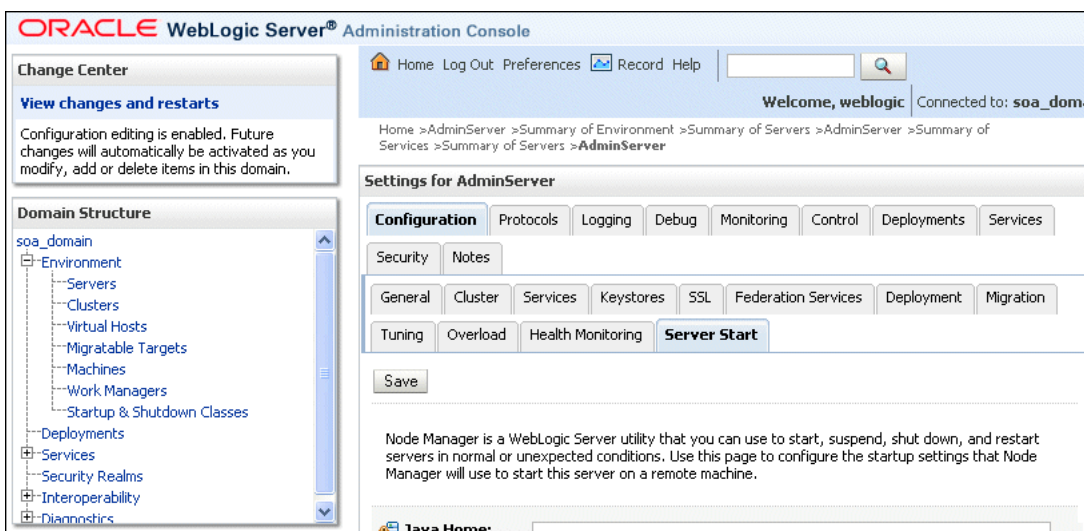 ORACLE WebLogic Server® Administration Console
Change Center
View changes and restarts
Configuration editing is enabled. Future
changes will automatically be activated as you
modify, add or delete items in this domain.
Domain Structure
soa_domain
Environment
Servers
Clusters
Virtual Hosts
Migratable Targets
Machines
Work Managers
Startup & Shutdown Classes
Deployments
Services
Security Realms
Interoperability
Diagnostics
Home Log Out Preferences Record Help
Welcome, weblogic Connected to: soa_doma
Home >AdminServer >Summary of Environment >Summary of Servers >AdminServer >Summary of
Services >Summary of Servers >AdminServer
Settings for AdminServer
Configuration Protocols Logging Debug Monitoring Control Deployments Services
Security Notes
General Cluster Services Keystores SSL Federation Services Deployment Migration
Tuning Overload Health Monitoring Server Start
Save
Node Manager is a WebLogic Server utility that you can use to start, suspend, shut down, and restart
servers in normal or unexpected conditions. Use this page to configure the startup settings that Node
Manager will use to start this server on a remote machine.
Java Home: